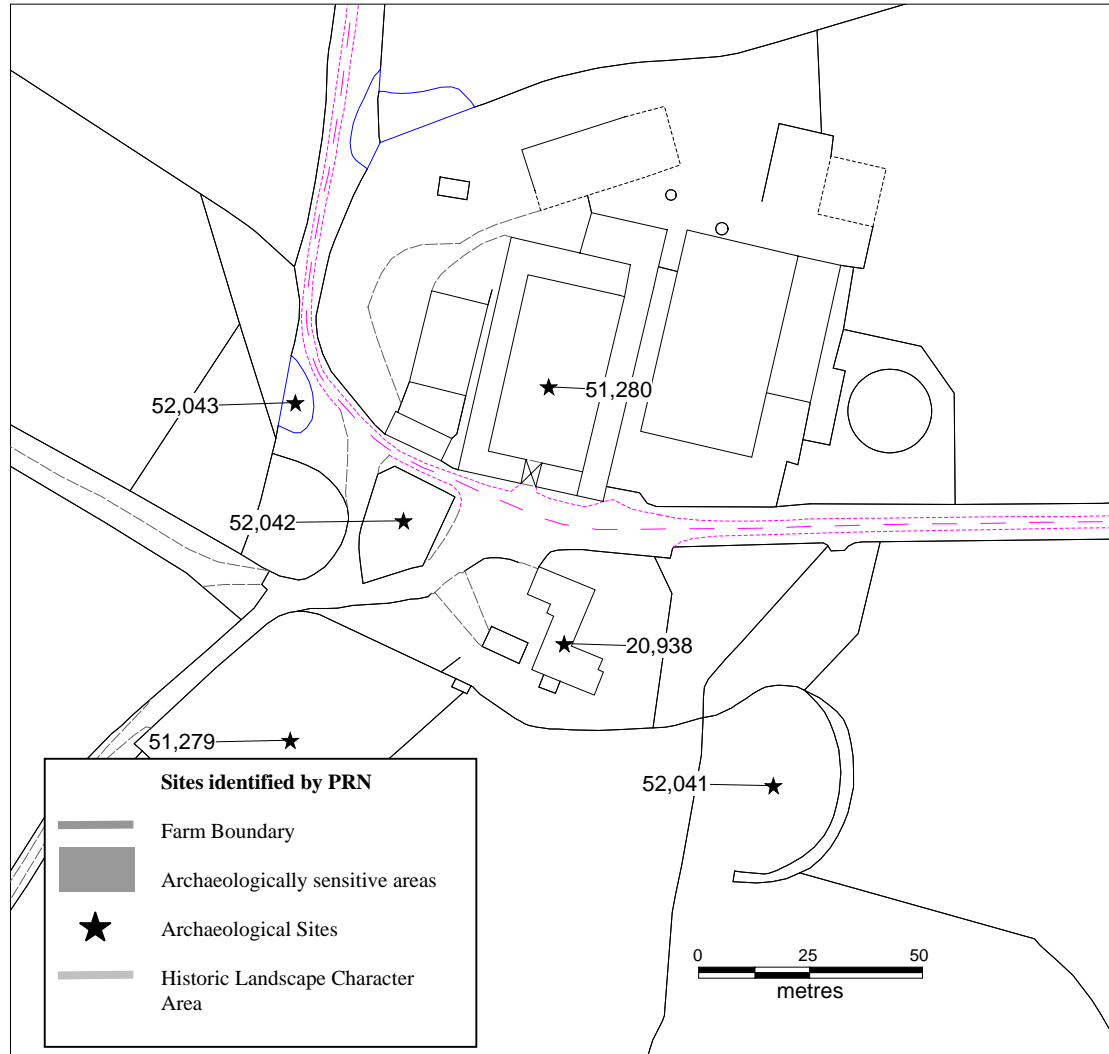 51,280
52,043
52,042
20,938
51,279
52,041
Sites identified by PRN
Farm Boundary
Archaeologically sensitive areas
Archaeological Sites
Historic Landscape Character
Area
0 25 50
metres